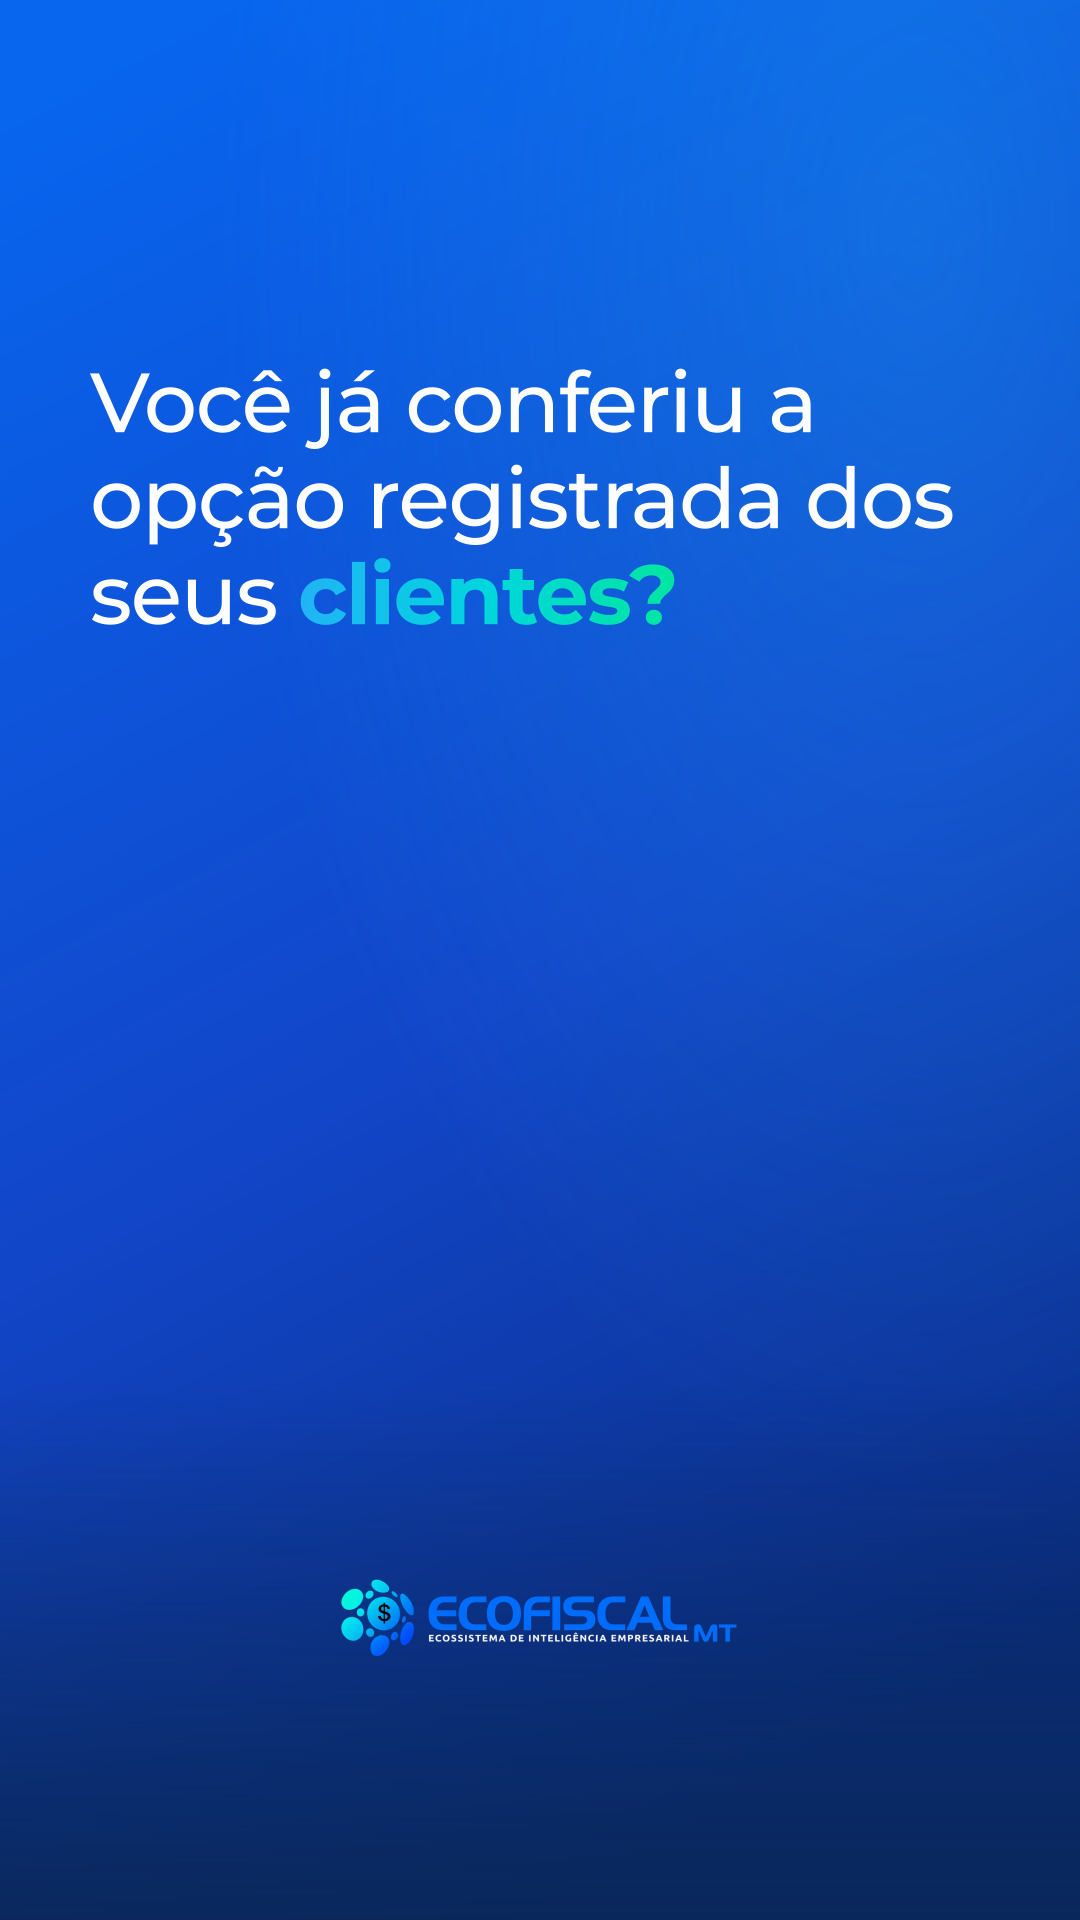 Você já conferiu a
opção registrada dos
seus clientes?
$
ECOFISCAL
ECOSSISTEMA DE INTELIGÊNCIA EMPRESARIAL MT